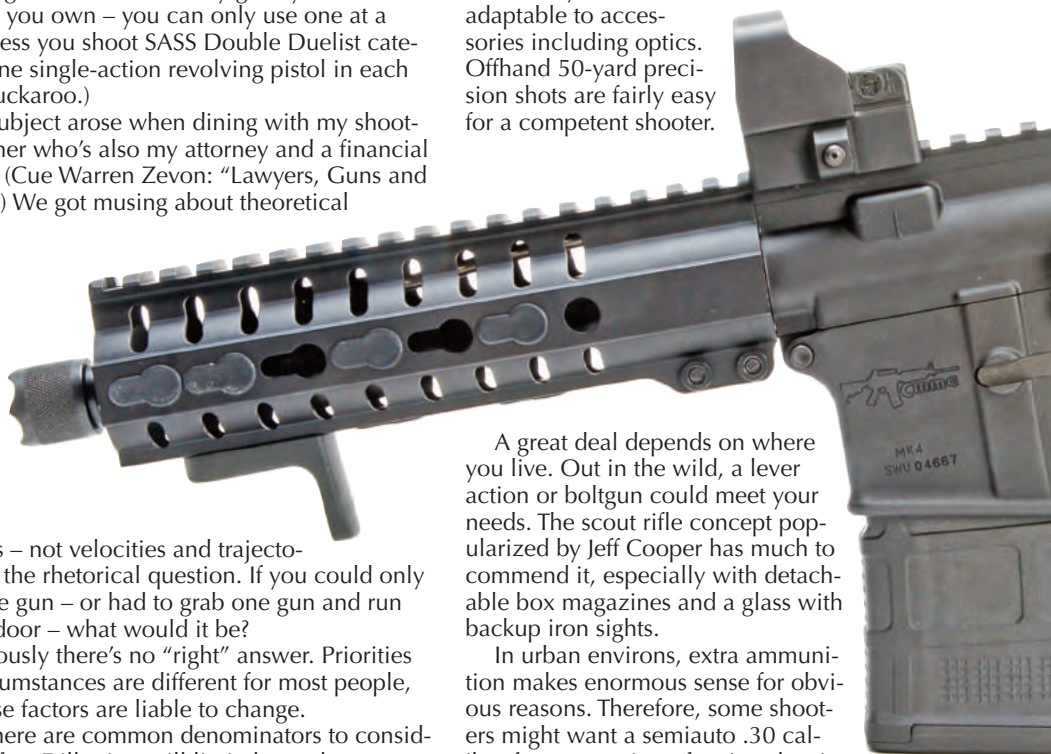 you own – you can only use one at a
ess you shoot SASS Double Duelist cate-
ne single-action revolving pistol in each
uckaroo.)
ubject arose when dining with my shoot-
ner who's also my attorney and a financial
(Cue Warren Zevon: “Lawyers, Guns and
) We got musing about theoretical
s – not velocities and trajecto-
the rhetorical question. If you could only
e gun – or had to grab one gun and run
door – what would it be?
ously there's no “right” answer. Priorities
umstances are different for most people,
se factors are liable to change.
here are common denominators to consid-
adaptable to acces-
sories including optics.
Offhand 50-yard preci-
sion shots are fairly easy
for a competent shooter.
A great deal depends on where
you live. Out in the wild, a lever
action or boltgun could meet your
needs. The scout rifle concept pop-
ularized by Jeff Cooper has much to
commend it, especially with detach-
able box magazines and a glass with
backup iron sights.
In urban environs, extra ammuni-
tion makes enormous sense for obvi-
ous reasons. Therefore, some shoot-
ers might want a semiauto .30 cal-
CMMG
MK4
SWU 04667